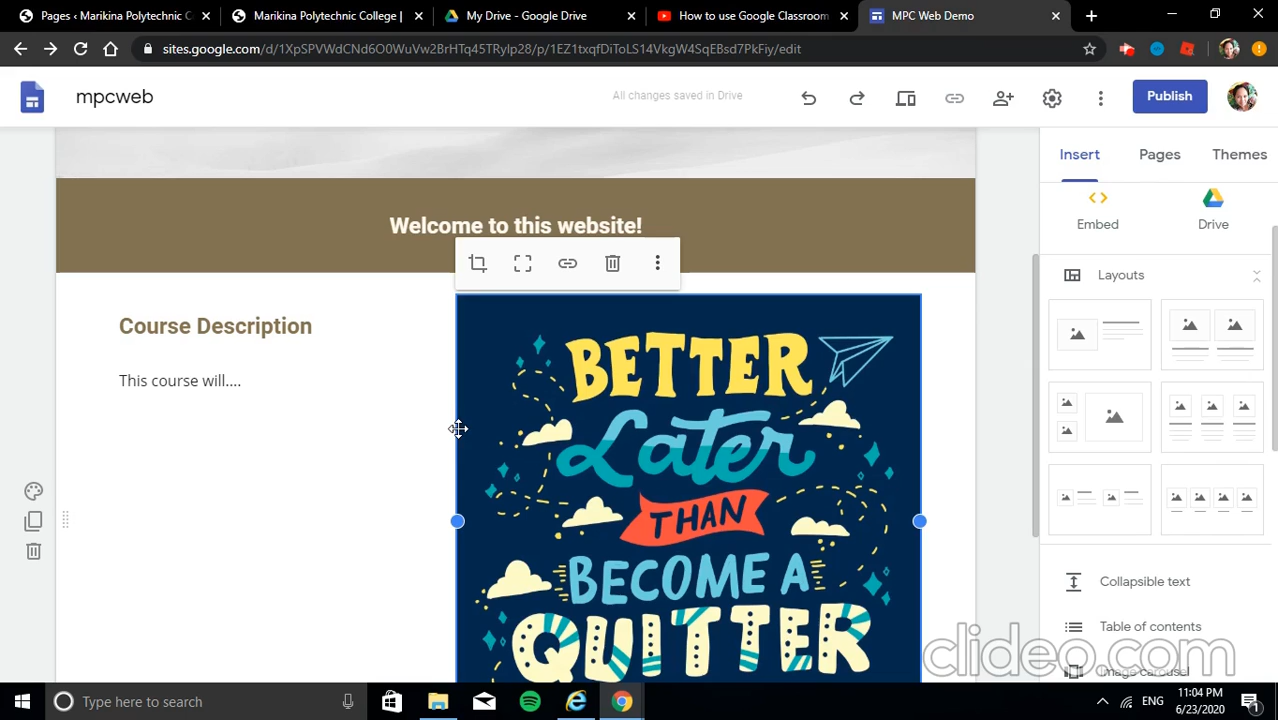 Pages ‹ Marikina Polytechnic C
Marikina Polytechnic College |
My Drive - Google Drive
How to use Google Classroom
MPC Web Demo
sites.google.com/d/1XpSPVWdCNd6O0WuVw2BrHTq45TRylp28/p/1EZ1txqfDiToLS14VkgW4SqEBsd7PkFiy/edit
mpcweb
All changes saved in Drive
Publish
Insert
Pages
Themes
Embed
Drive
Welcome to this website!
Layouts
Course Description
This course will....
BETTER
Later
THAN
BECOME A
QUITTER
Collapsible text
Table of contents
Image carousel
clideo.com
Type here to search
ENG
11:04 PM
6/23/2020
1